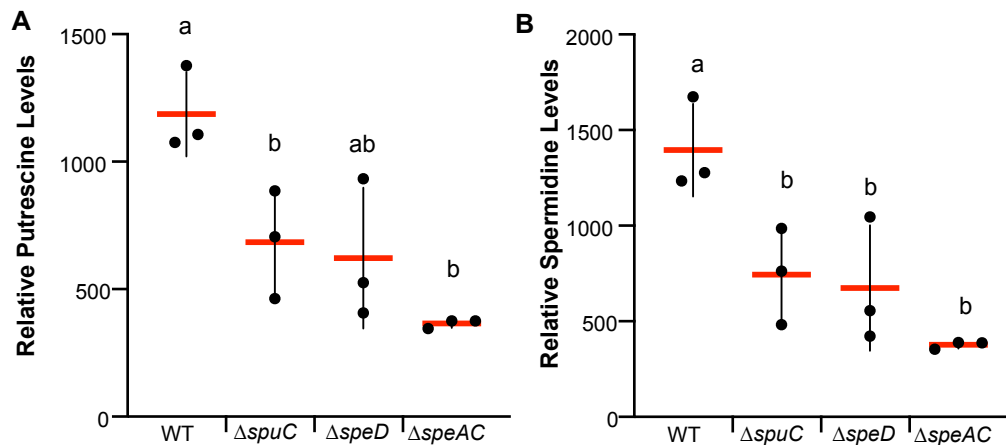 A
Relative Putrescine Levels
1500
1000
500
0
a
b
ab
b
WT
ΔspuC
ΔspeD
ΔspeAC
B
Relative Spermidine Levels
2000
1500
1000
500
0
a
b
b
b
WT
ΔspuC
ΔspeD
ΔspeAC